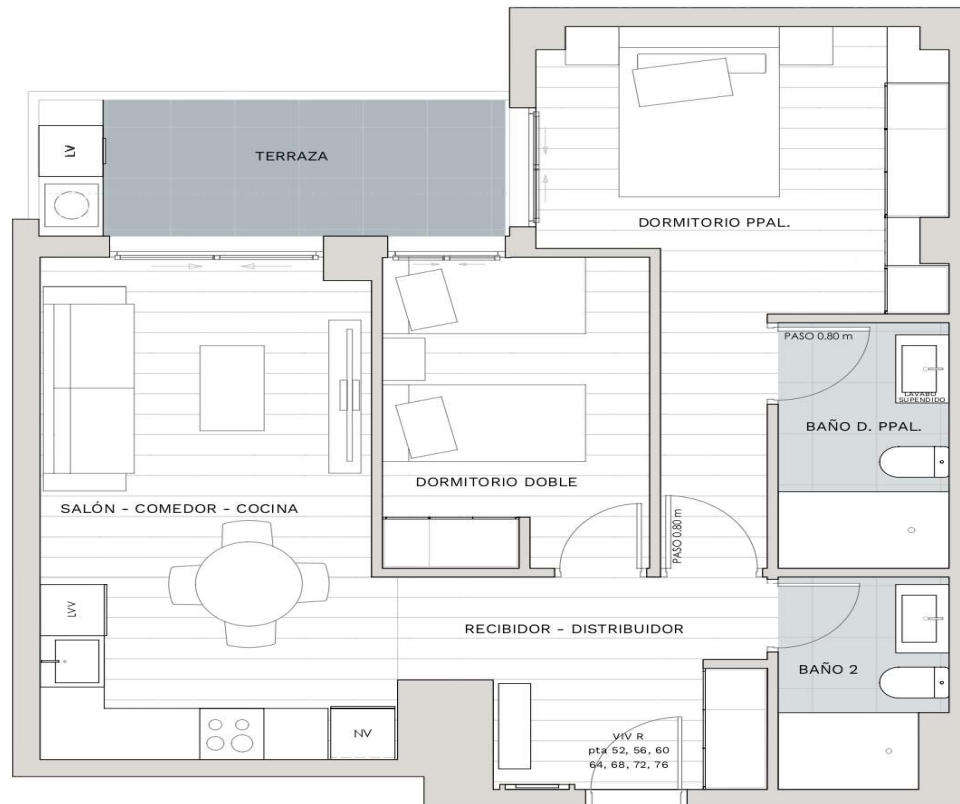 LV
TERRAZA
DORMITORIO PPAL.
PASO 0.80 m
LAVABO
SUPENDIDO
BAÑO D. PPAL.
DORMITORIO DOBLE
SALÓN - COMEDOR - COCINA
PASO 0.80 m
LVV
RECIBIDOR - DISTRIBUIDOR
BAÑO 2
NV
VIV R
pta 52, 56, 60
64, 68, 72, 76